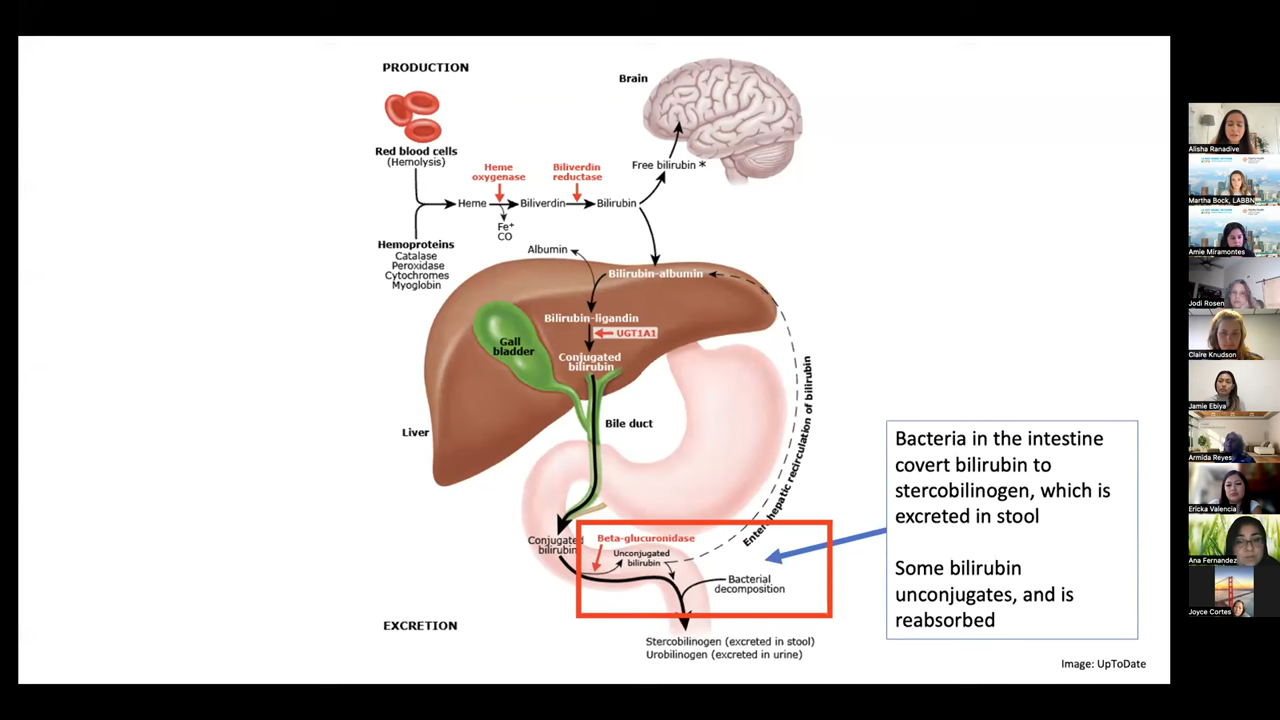 PRODUCTION
Brain
Red blood cells
(Hemolysis)
Heme
oxygenase
Biliverdin
reductase
Free bilirubin *
Heme
Biliverdin
Bilirubin
Fe⁺
CO
Hemoproteins
Catalase
Peroxidase
Cytochromes
Myoglobin
Albumin
Bilirubin-albumin
Bilirubin-ligandin
UGT1A1
Gall
bladder
Conjugated
bilirubin
Liver
Bile duct
Enterohepatic recirculation of bilirubin
Conjugated
bilirubin
Beta-glucuronidase
Unconjugated
bilirubin
Bacterial
decomposition
EXCRETION
Stercobilinogen (excreted in stool)
Urobilinogen (excreted in urine)
Bacteria in the intestine
covert bilirubin to
stercobilinogen, which is
excreted in stool
Some bilirubin
unconjugates, and is
reabsorbed
Image: UpToDate
Alisha Ranadive
Martha Bock, LABBN
Amie Miramontes
Jodi Rosen
Claire Knudson
Jamie Ebiya
Armida Reyes
Ericka Valencia
Ana Fernandez
Joyce Cortes